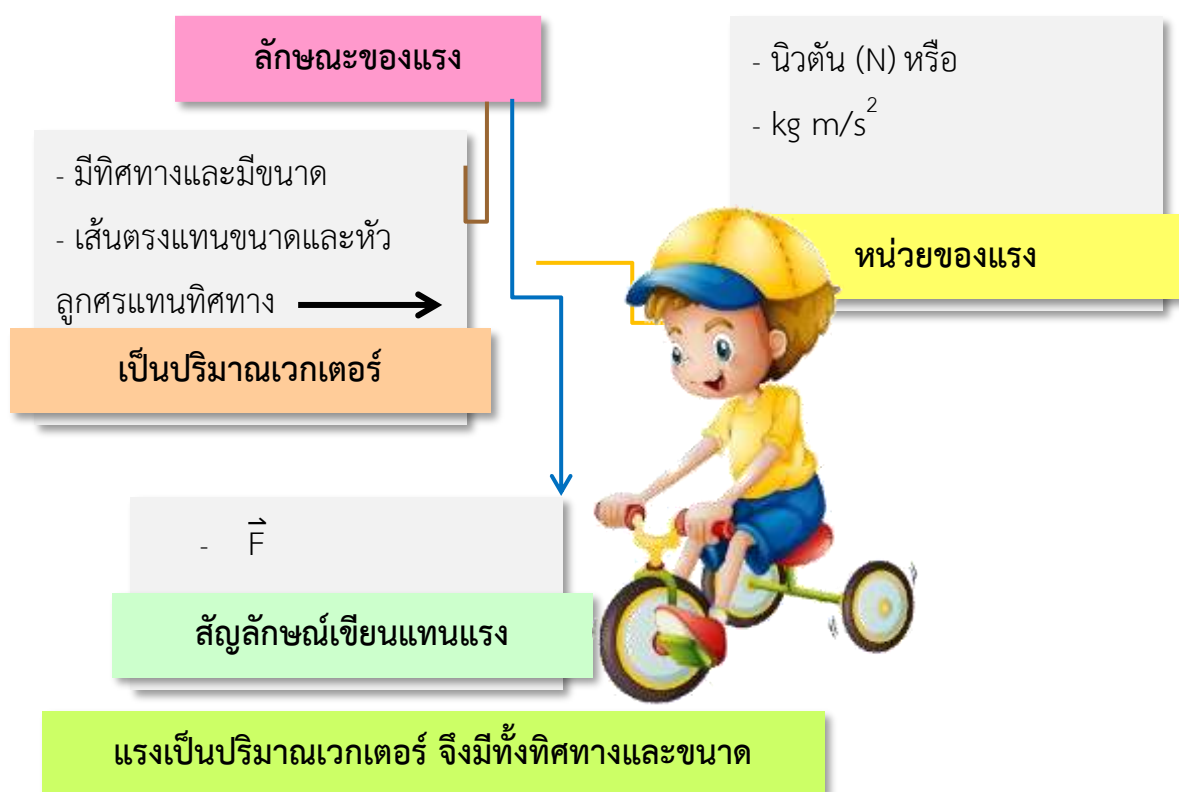 ลักษณะของแรง
- มีทิศทางและมีขนาด
- เส้นตรงแทนขนาดและหัว
ลูกศรแทนทิศทาง
เป็นปริมาณเวกเตอร์
- นิวตัน (N) หรือ
- kg m/s²
หน่วยของแรง
- F⃑
สัญลักษณ์เขียนแทนแรง
แรงเป็นปริมาณเวกเตอร์ จึงมีทั้งทิศทางและขนาด